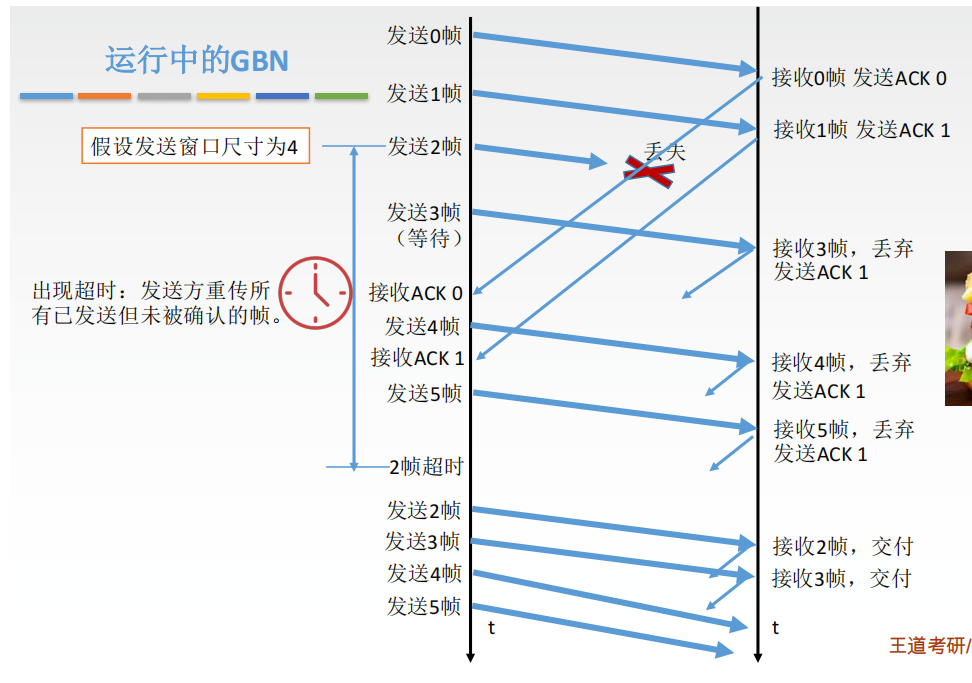 运行中的GBN
假设发送窗口尺寸为4
出现超时：发送方重传所
有已发送但未被确认的帧。
发送0帧
发送1帧
发送2帧
发送3帧
（等待）
接收ACK 0
发送4帧
接收ACK 1
发送5帧
2帧超时
发送2帧
发送3帧
发送4帧
发送5帧
t
丢失
接收0帧 发送ACK 0
接收1帧 发送ACK 1
接收3帧，丢弃
发送ACK 1
接收4帧，丢弃
发送ACK 1
接收5帧，丢弃
发送ACK 1
接收2帧，交付
接收3帧，交付
t
王道考研/